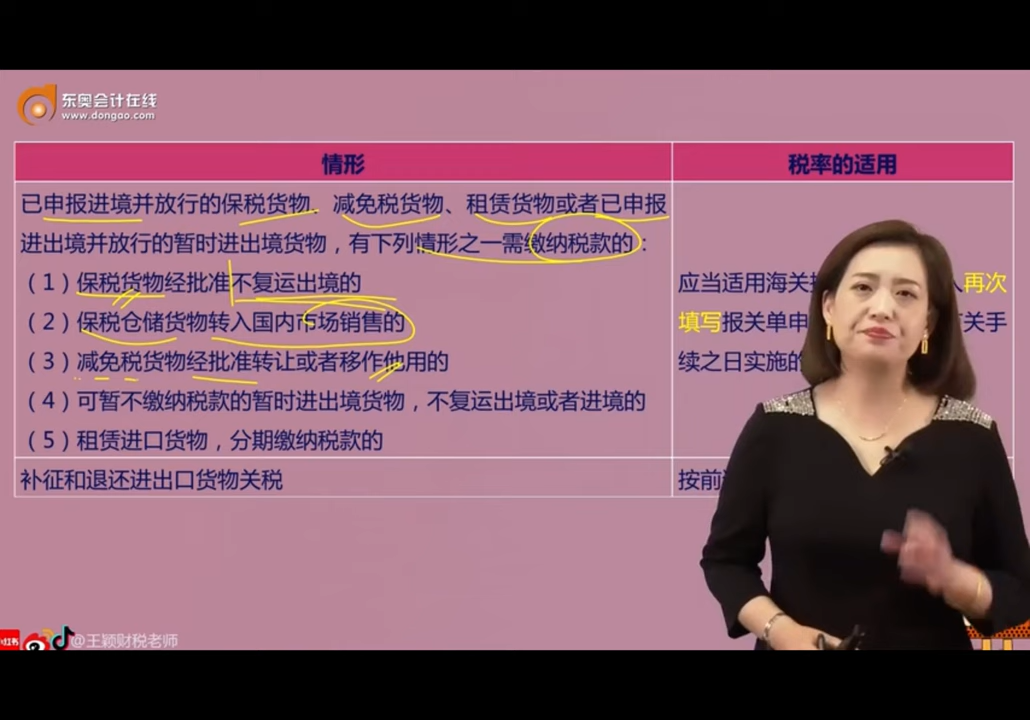 东奥会计在线
www.dongao.com
情形
税率的适用
已申报进境并放行的保税货物、减免税货物、租赁货物或者已申报
进出境并放行的暂时进出境货物，有下列情形之一需缴纳税款的：
（1）保税货物经批准不复运出境的
（2）保税仓储货物转入国内市场销售的
（3）减免税货物经批准转让或者移作他用的
（4）可暂不缴纳税款的暂时进出境货物，不复运出境或者进境的
（5）租赁进口货物，分期缴纳税款的
应当适用海关 再次
填写报关单申 关手
续之日实施的
补征和退还进出口货物关税
按前
小红书
@王颖财税老师